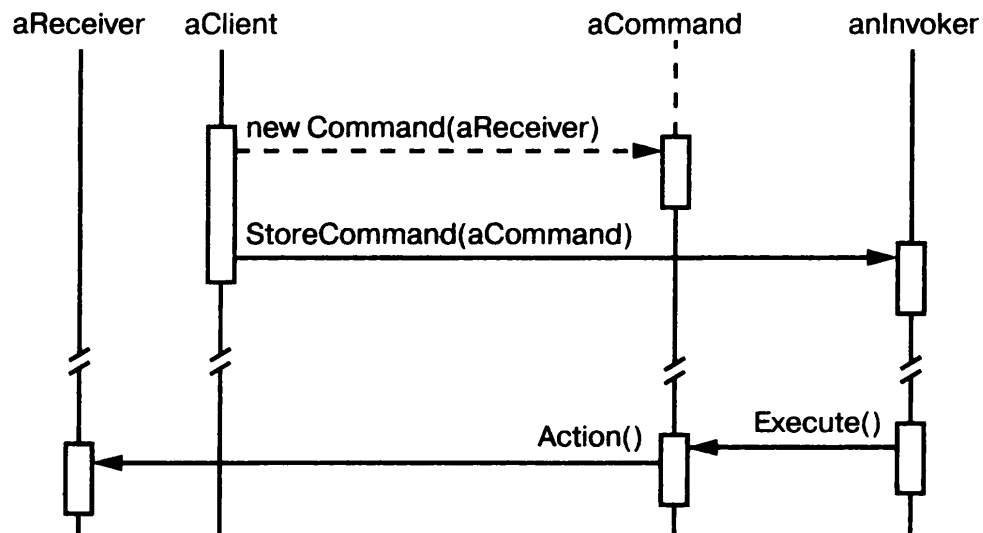 aReceiver aClient aCommand anInvoker
new Command(aReceiver)
StoreCommand(aCommand)
Action() Execute()